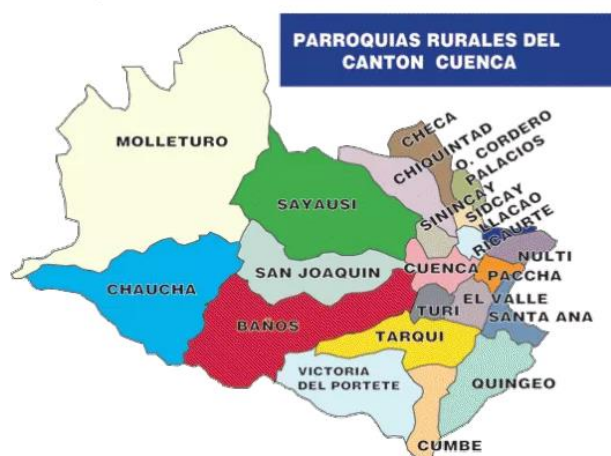 PARROQUIAS RURALES DEL
CANTON CUENCA
MOLLETURO
CHECA
CHIQUINTAD
O. CORDERO
PALACIOS
SAYAUSI
SININCAY
SIDCAY
LLACAO
RICAURTE
NULTI
CHAUCHA
SAN JOAQUIN
CUENCA
PACCHA
BAÑOS
TURI
EL VALLE
SANTA ANA
TARQUI
VICTORIA
DEL PORTETE
QUINGEO
CUMBE